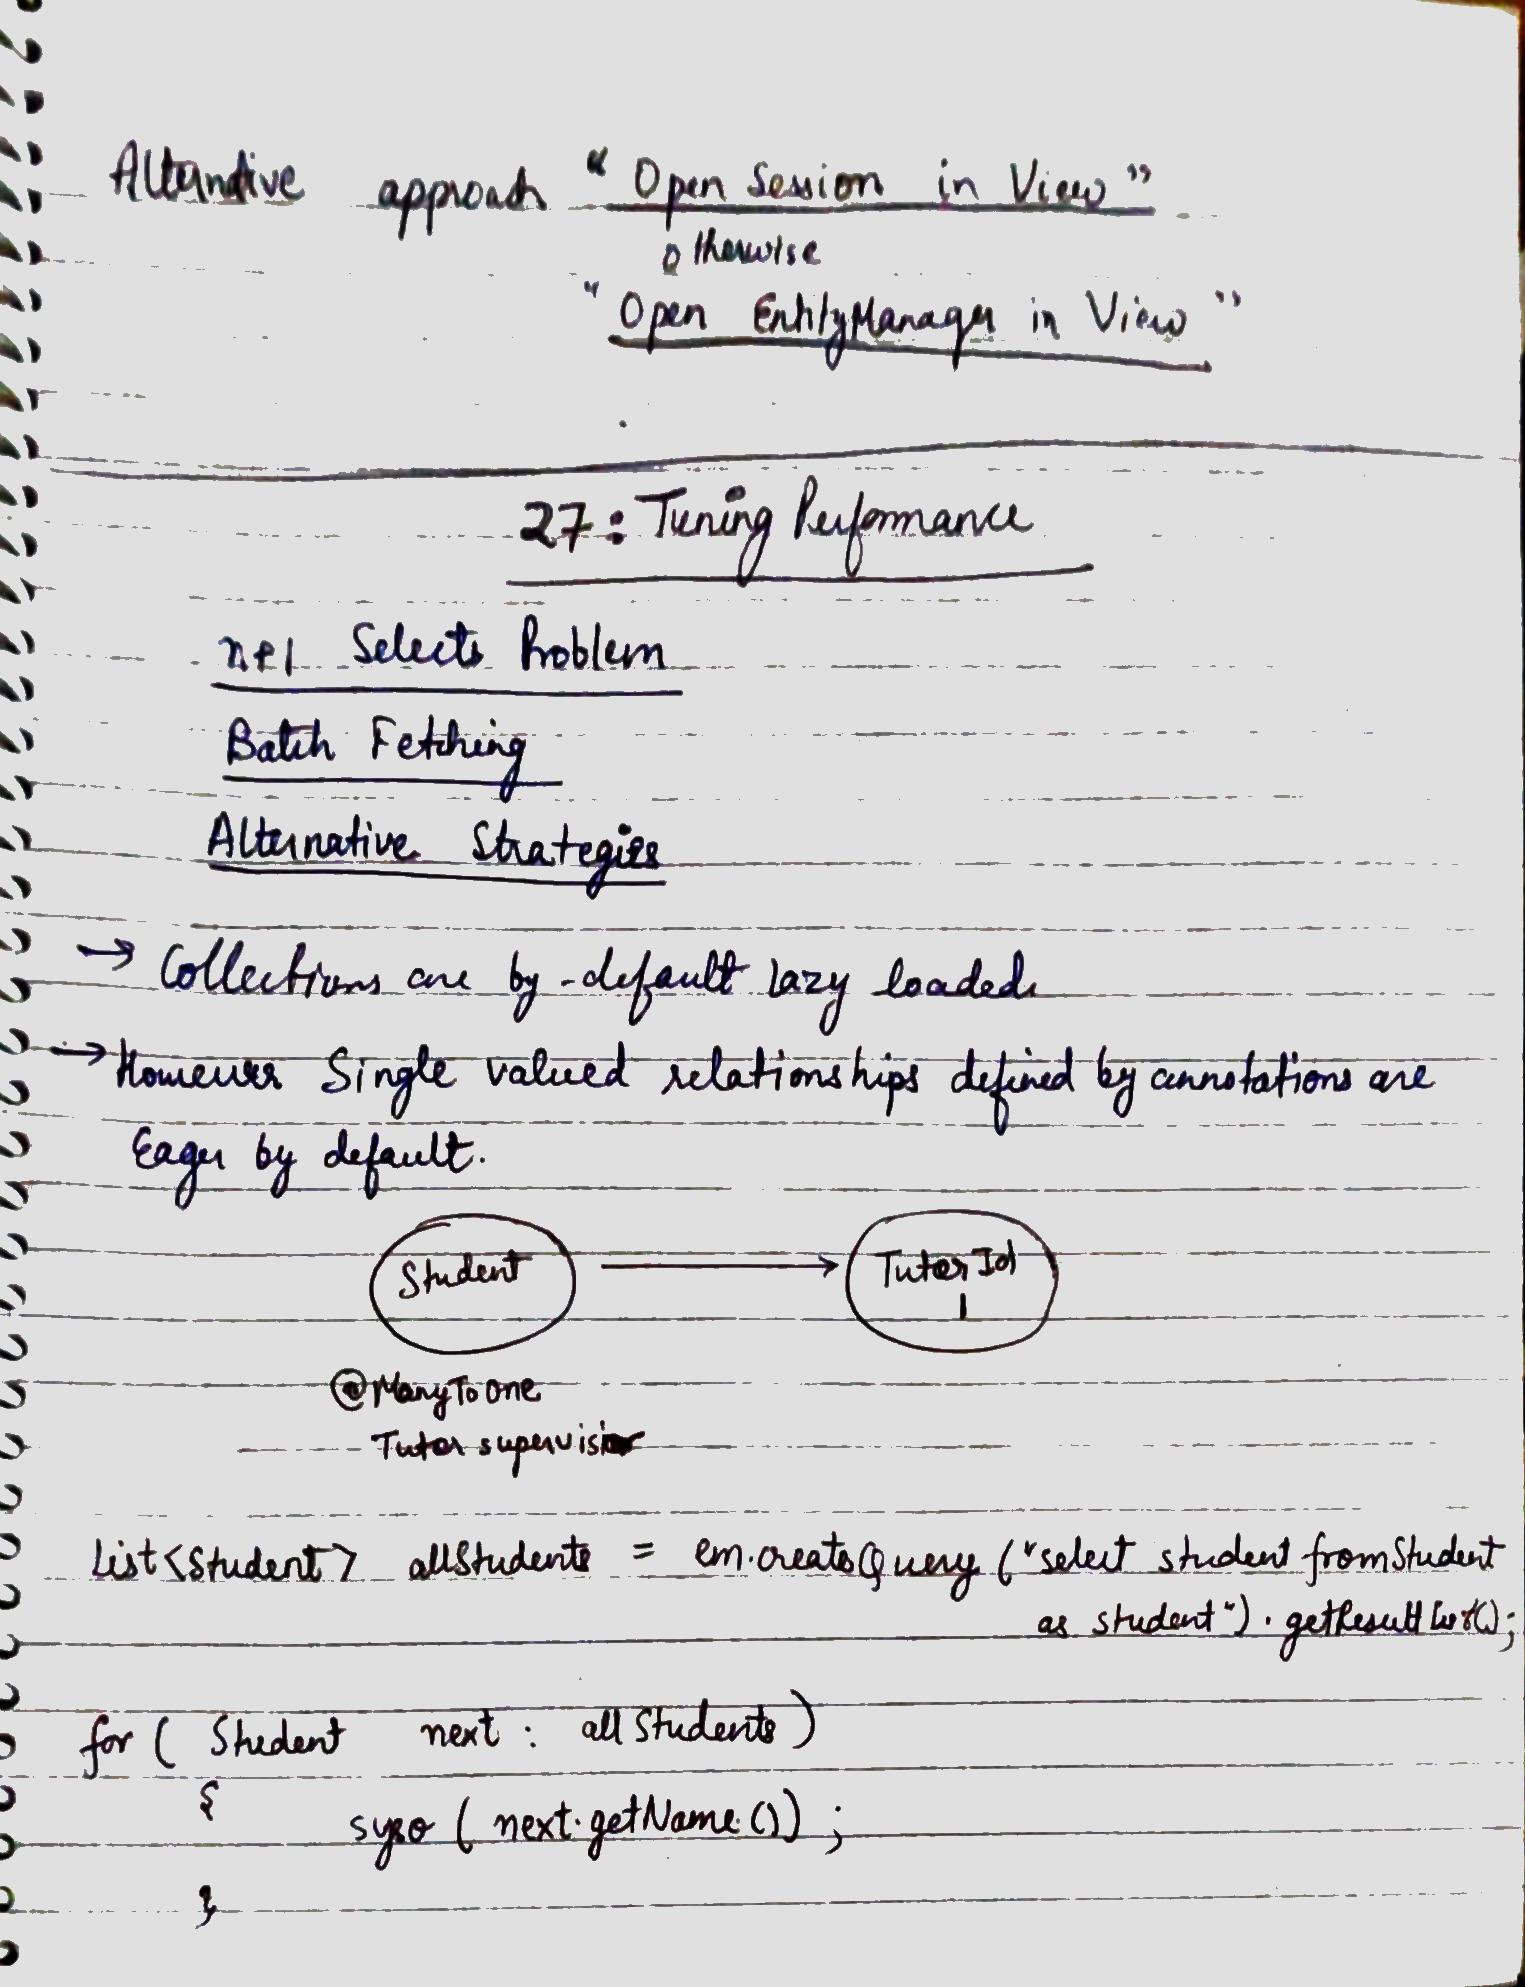 Alternative approach "Open Session in View"
otherwise
"Open EntityManager in View"
27: Tuning Performance
n+1 Selects Problem
Batch Fetching
Alternative Strategies
→ Collections are by-default lazy loaded.
→ However Single valued relationships defined by annotations are
Eager by default.
Student → Tutor Id
1
@ManyToOne
Tutor supervisor
List<Student> allStudents = em.createQuery("select student from Student
as student").getResultList();
for ( Student next : allStudents)
{
syso ( next.getName());
}